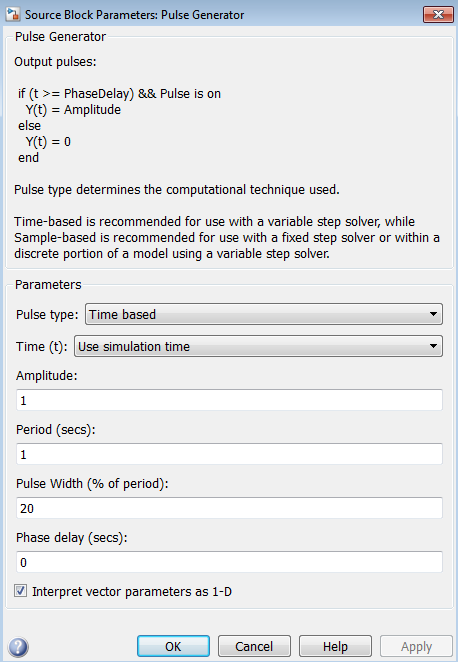 Source Block Parameters: Pulse Generator
Pulse Generator
Output pulses:
if (t >= PhaseDelay) && Pulse is on
Y(t) = Amplitude
else
Y(t) = 0
end
Pulse type determines the computational technique used.
Time-based is recommended for use with a variable step solver, while
Sample-based is recommended for use with a fixed step solver or within a
discrete portion of a model using a variable step solver.
Parameters
Pulse type: Time based
Time (t): Use simulation time
Amplitude:
1
Period (secs):
1
Pulse Width (% of period):
20
Phase delay (secs):
0
Interpret vector parameters as 1-D
OK Cancel Help Apply